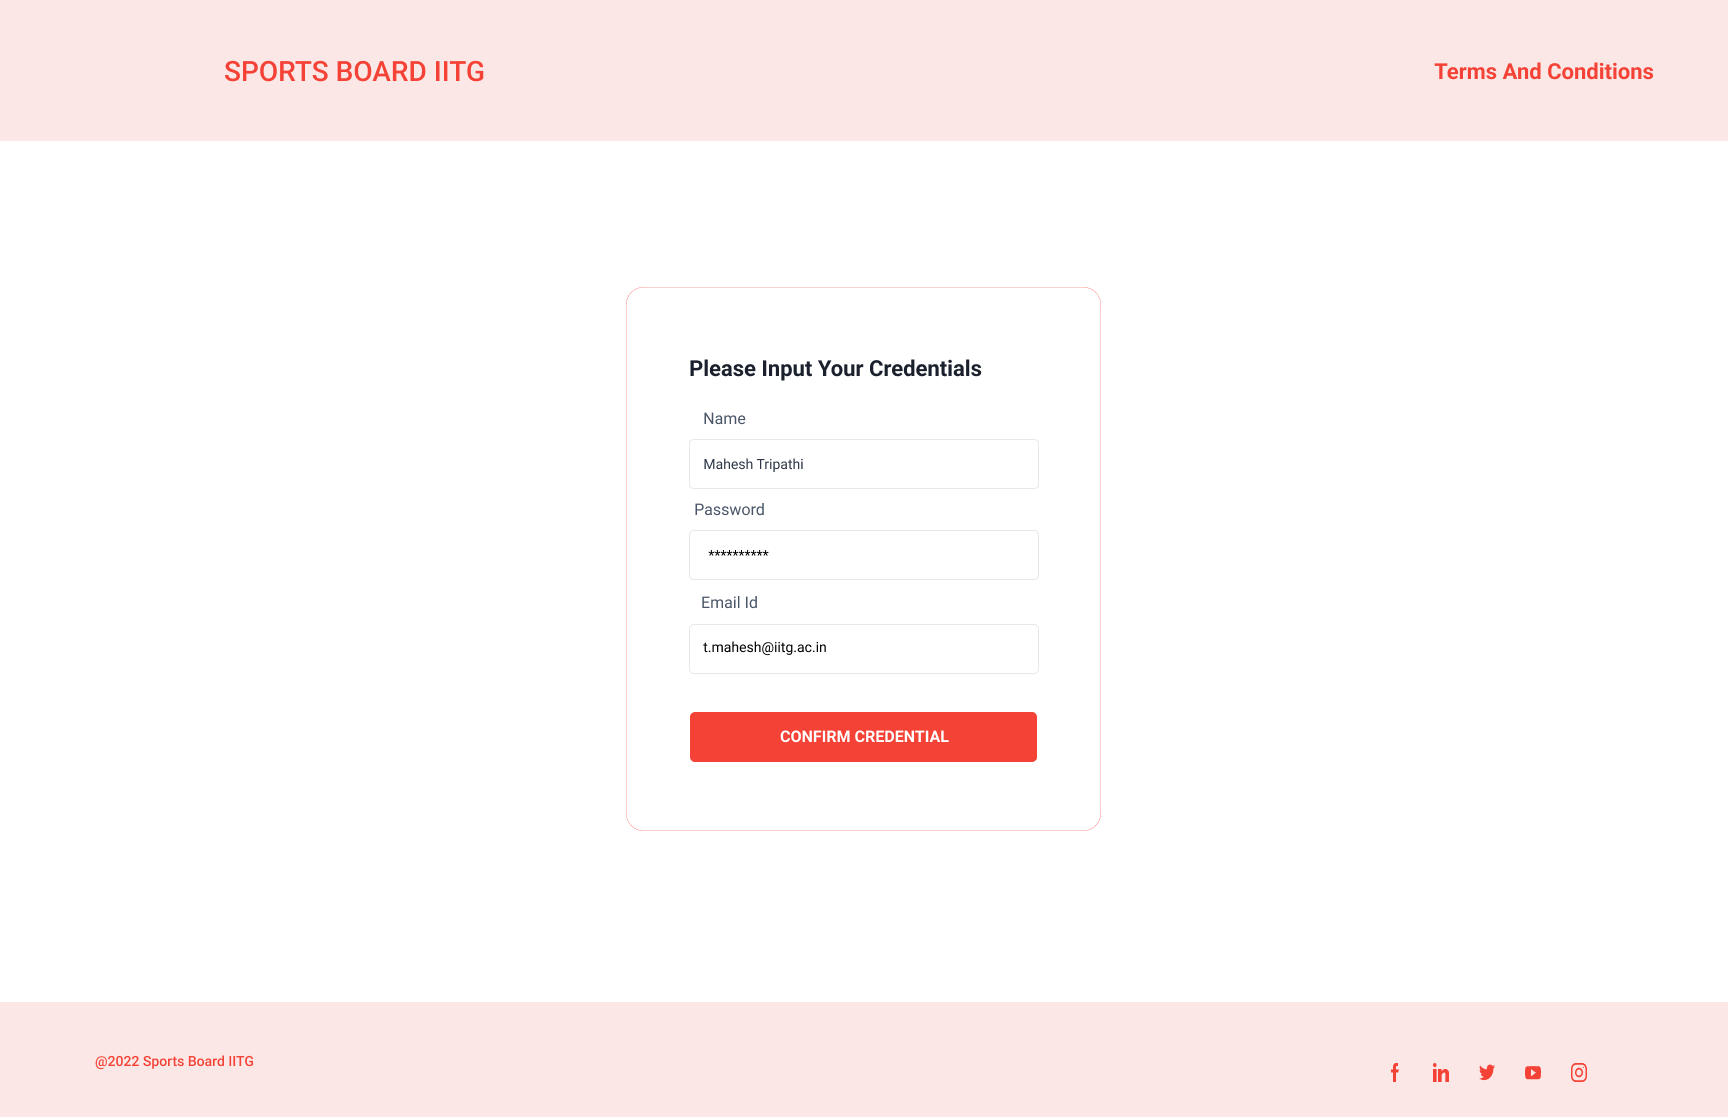 SPORTS BOARD IITG
Terms And Conditions
Please Input Your Credentials
Name
Mahesh Tripathi
Password
**********
Email Id
t.mahesh@iitg.ac.in
CONFIRM CREDENTIAL
@2022 Sports Board IITG